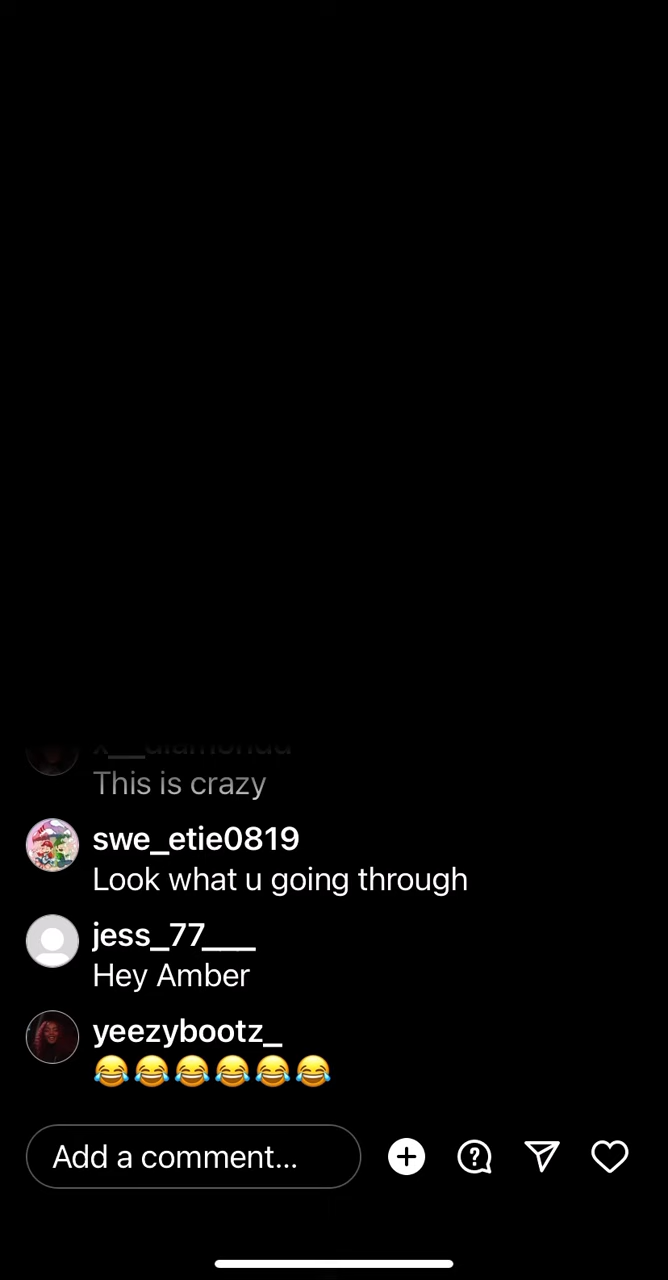 This is crazy
swe_etie0819
Look what u going through
jess_77___
Hey Amber
yeezybootz_
😂😂😂😂😂😂
Add a comment...